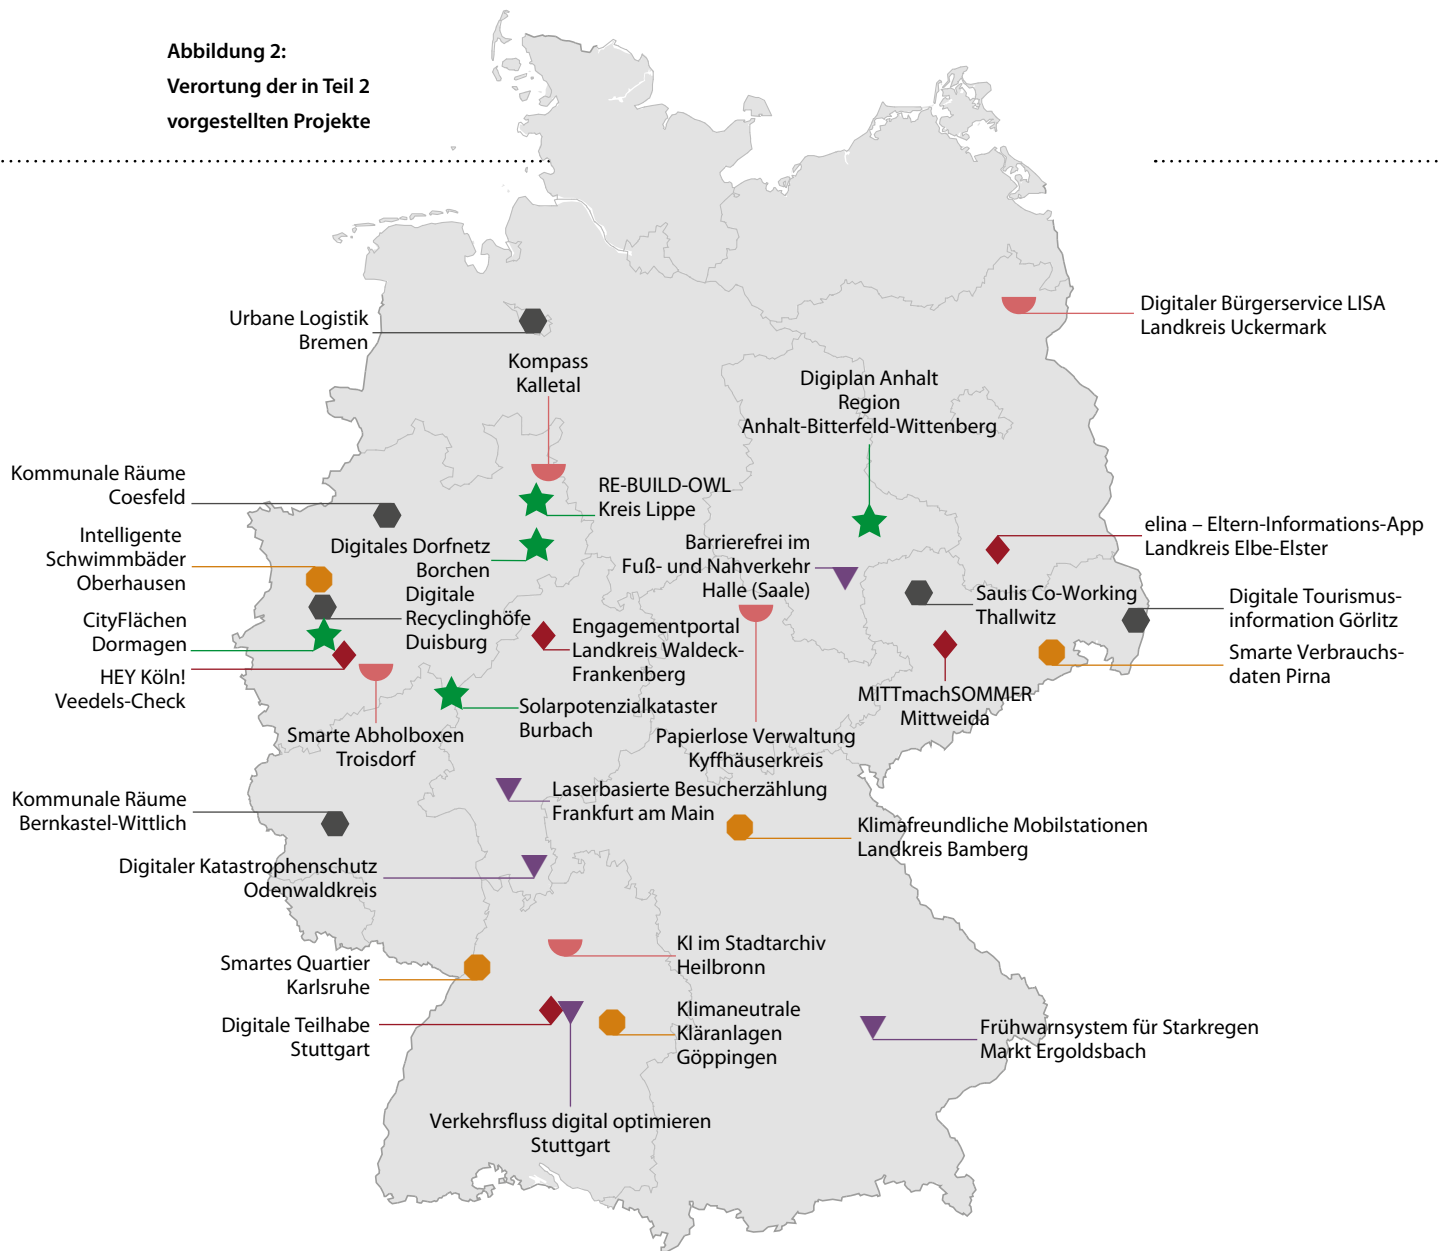 Abbildung 2:
Verortung der in Teil 2
vorgestellten Projekte
Urbane Logistik
Bremen
Kompass
Kalletal
Digitaler Bürgerservice LISA
Landkreis Uckermark
Digiplan Anhalt
Region
Anhalt-Bitterfeld-Wittenberg
Kommunale Räume
Coesfeld
RE-BUILD-OWL
Kreis Lippe
Intelligente
Schwimmbäder
Oberhausen
Digitales Dorfnetz
Borchen
Barrierefrei im
Fuß- und Nahverkehr
Halle (Saale)
elina – Eltern-Informations-App
Landkreis Elbe-Elster
CityFlächen
Dormagen
Digitale
Recyclinghöfe
Duisburg
Saulis Co-Working
Thallwitz
Digitale Tourismus-
information Görlitz
HEY Köln!
Veedels-Check
Engagementportal
Landkreis Waldeck-
Frankenberg
Smarte Verbrauchs-
daten Pirna
MITTmachSOMMER
Mittweida
Solarpotenzialkataster
Burbach
Smarte Abholboxen
Troisdorf
Papierlose Verwaltung
Kyffhäuserkreis
Kommunale Räume
Bernkastel-Wittlich
Laserbasierte Besucherzählung
Frankfurt am Main
Klimafreundliche Mobilstationen
Landkreis Bamberg
Digitaler Katastrophenschutz
Odenwaldkreis
KI im Stadtarchiv
Heilbronn
Smartes Quartier
Karlsruhe
Digitale Teilhabe
Stuttgart
Klimaneutrale
Kläranlagen
Göppingen
Frühwarnsystem für Starkregen
Markt Ergoldsbach
Verkehrsfluss digital optimieren
Stuttgart